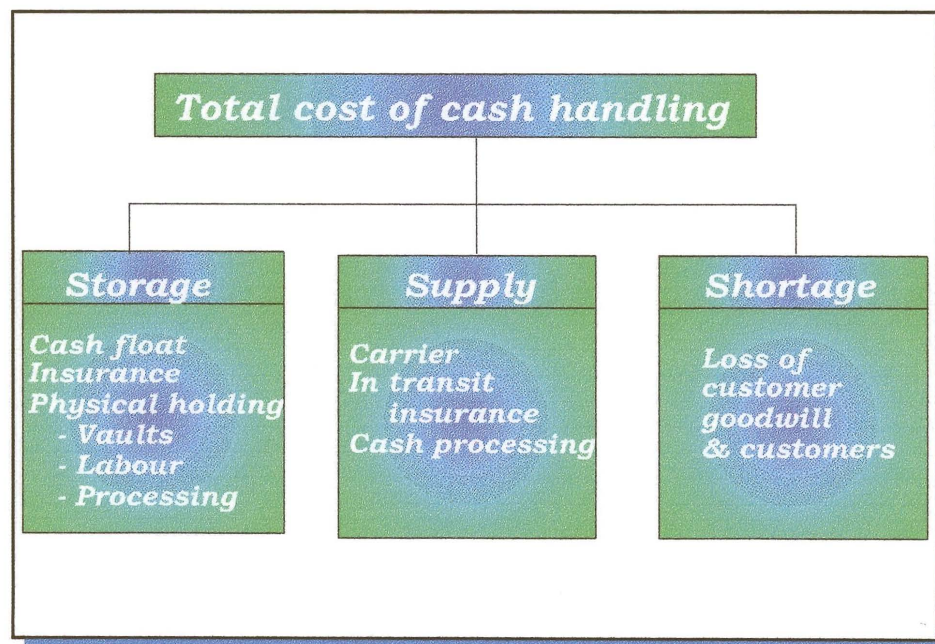 Total cost of cash handling
Storage
Cash float
Insurance
Physical holding
- Vaults
- Labour
- Processing
Supply
Carrier
In transit
insurance
Cash processing
Shortage
Loss of
customer
goodwill
& customers